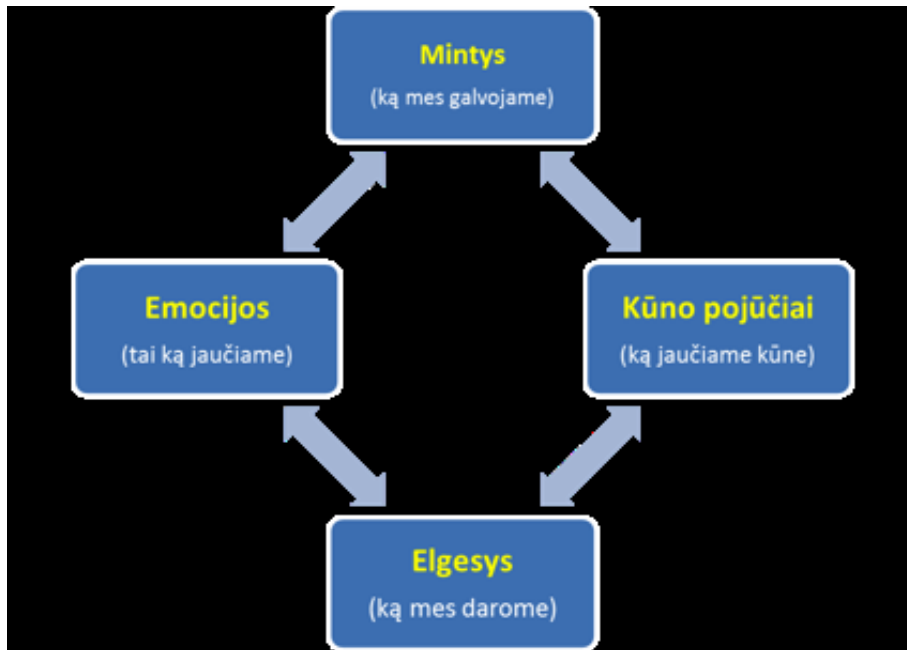 Mintys
(ką mes galvojame)
Emocijos
(tai ką jaučiame)
Kūno pojūčiai
(ką jaučiame kūne)
Elgesys
(ką mes darome)